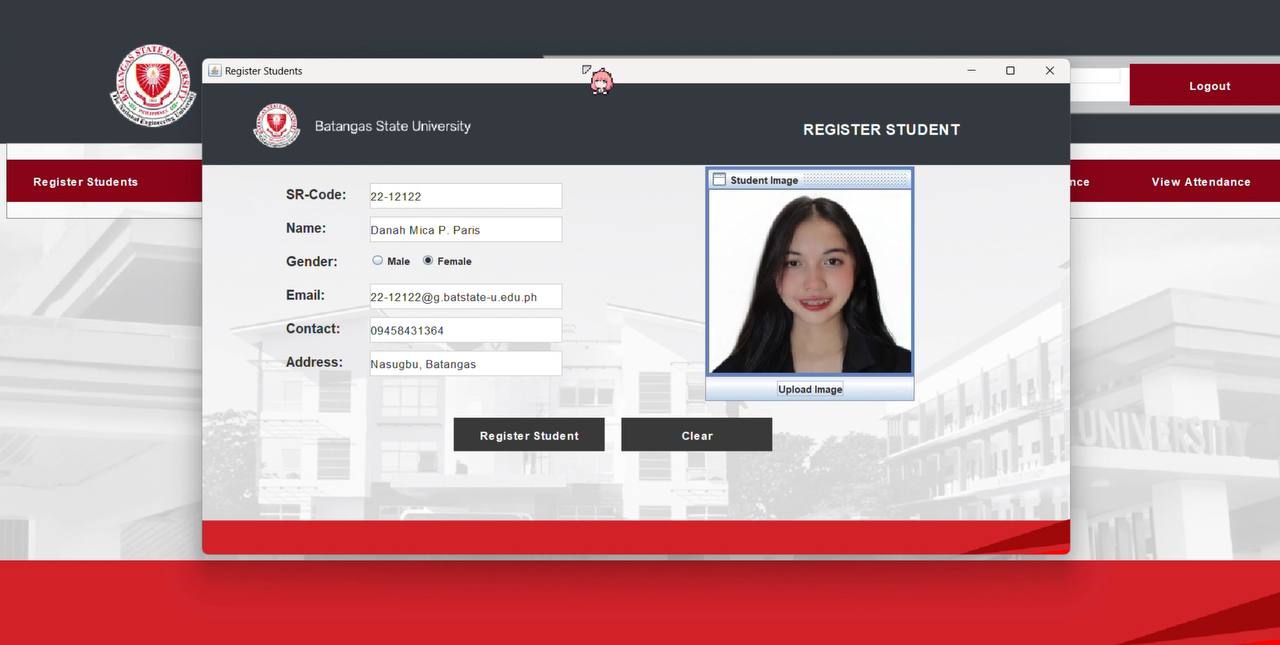 Register Students
Logout
BATANGAS STATE UNIVERSITY
The National Engineering University
Batangas State University
REGISTER STUDENT
Register Students
nce
View Attendance
Student Image
SR-Code:
22-12122
Name:
Danah Mica P. Paris
Gender:
Male
Female
Email:
22-12122@g.batstate-u.edu.ph
Contact:
09458431364
Address:
Nasugbu, Batangas
Upload Image
Register Student
Clear
UNIVERSITY